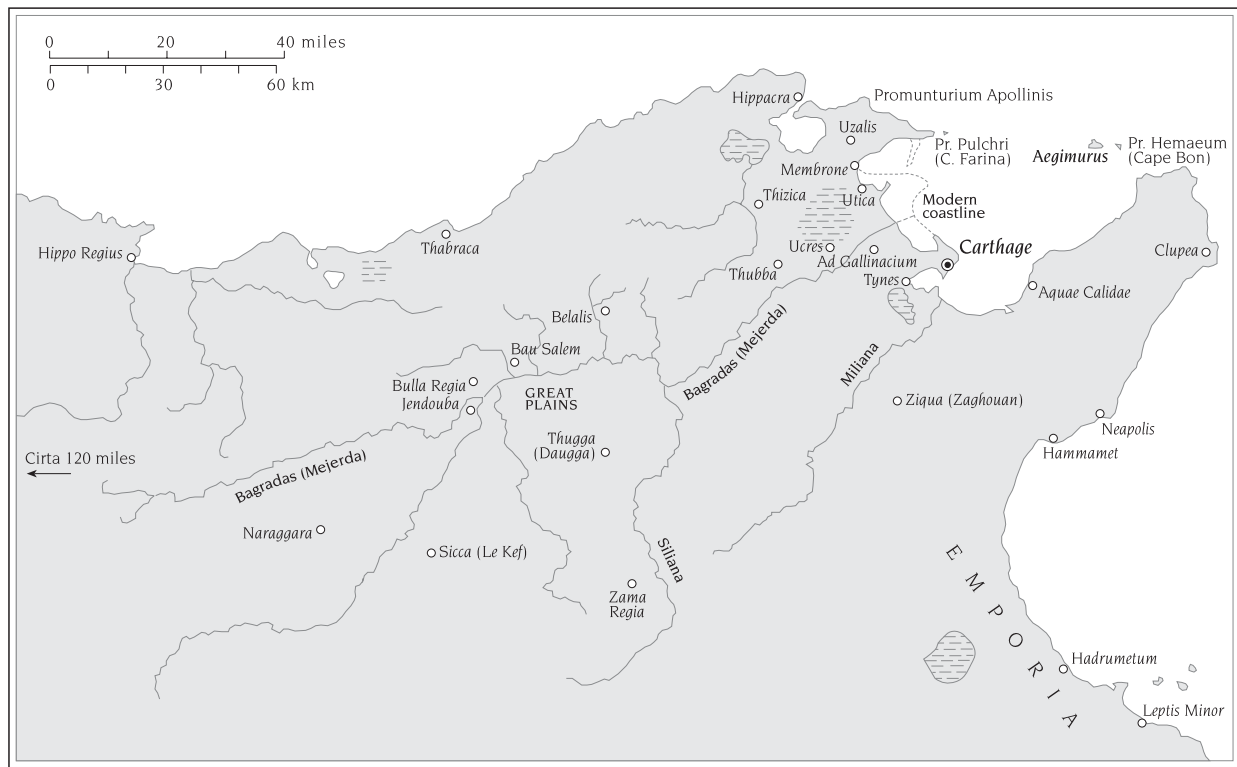 0 20 40 miles
0 30 60 km
Hippacra
Promunturium Apollinis
Uzalis
Pr. Pulchri
(C. Farina)
Aegimurus
Pr. Hemaeum
(Cape Bon)
Membrone
Thizica
Utica
Modern
coastline
Hippo Regius
Thabraca
Ucres
Ad Gallinacium
Carthage
Clupea
Thubba
Tynes
Aquae Calidae
Belalis
Bau Salem
Bagradas (Mejerda)
Miliana
Bulla Regia
Jendouba
GREAT
PLAINS
Ziqua (Zaghouan)
Neapolis
Hammamet
Thugga
(Daugga)
Cirta 120 miles
Bagradas (Mejerda)
Naraggara
Sicca (Le Kef)
Siliana
Zama
Regia
EMPORIA
Hadrumetum
Leptis Minor